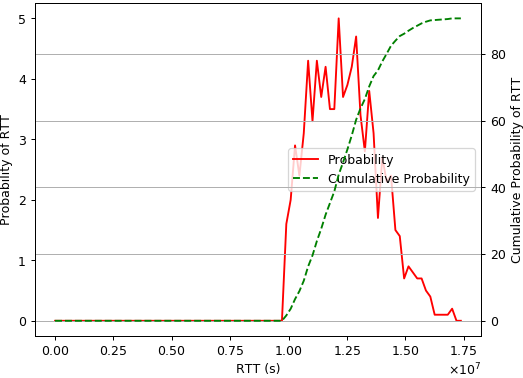 5
4
3
2
1
0
Probability of RTT
80
60
40
20
0
Cumulative Probability of RTT
Probability
Cumulative Probability
0.00 0.25 0.50 0.75 1.00 1.25 1.50 1.75
×10⁷
RTT (s)